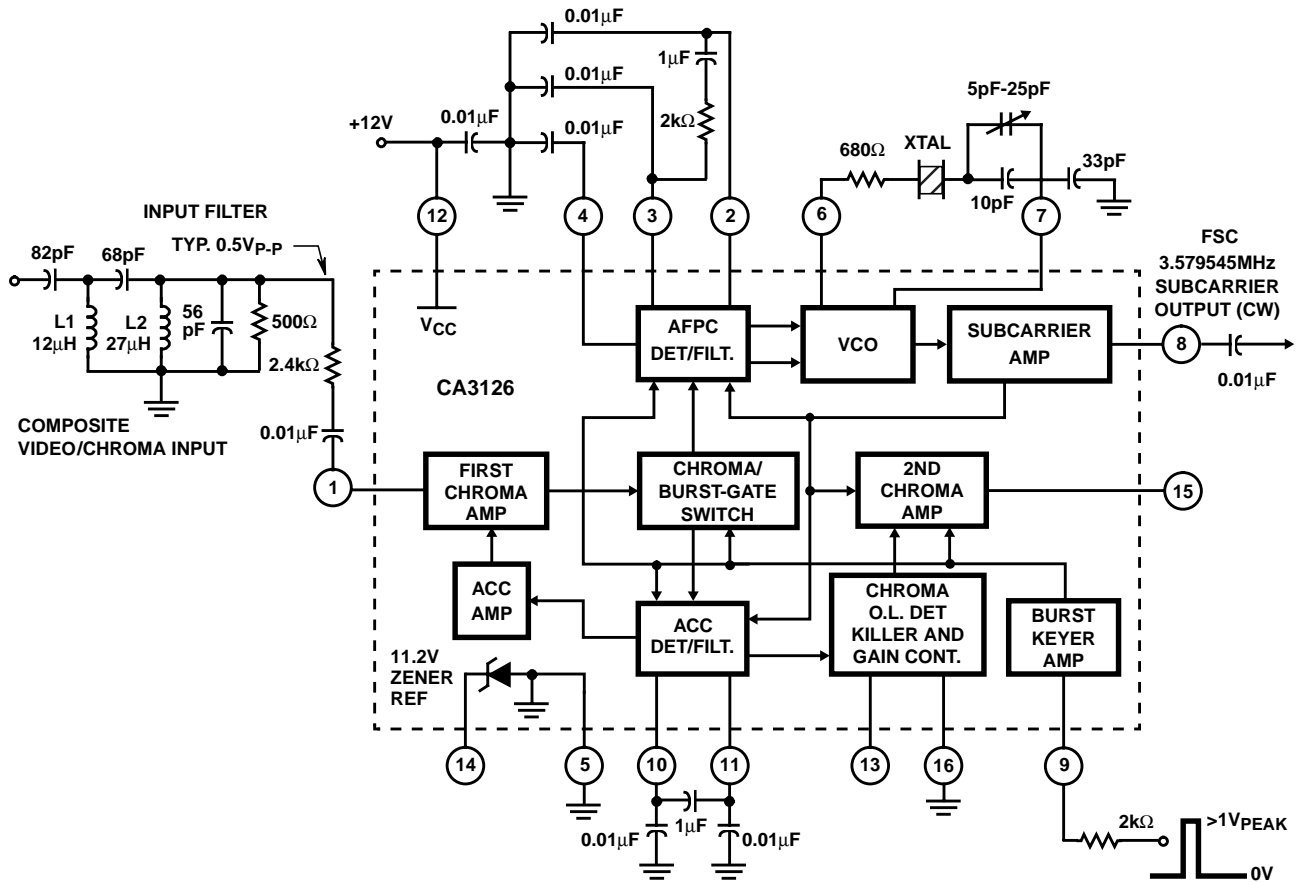 0.01μF
1μF
0.01μF
2kΩ
0.01μF
0.01μF
+12V
5pF-25pF
680Ω
XTAL
10pF
33pF
12
4
3
2
6
7
INPUT FILTER
TYP. 0.5VP-P
82pF
68pF
L1
12μH
L2
27μH
56
pF
500Ω
2.4kΩ
0.01μF
COMPOSITE
VIDEO/CHROMA INPUT
1
VCC
CA3126
AFPC
DET/FILT.
VCO
SUBCARRIER
AMP
FSC
3.579545MHz
SUBCARRIER
OUTPUT (CW)
8
0.01μF
FIRST
CHROMA
AMP
CHROMA/
BURST-GATE
SWITCH
2ND
CHROMA
AMP
15
ACC
AMP
ACC
DET/FILT.
CHROMA
O.L. DET
KILLER AND
GAIN CONT.
BURST
KEYER
AMP
11.2V
ZENER
REF
14
5
10
11
13
16
9
0.01μF
1μF
0.01μF
2kΩ
>1VPEAK
0V